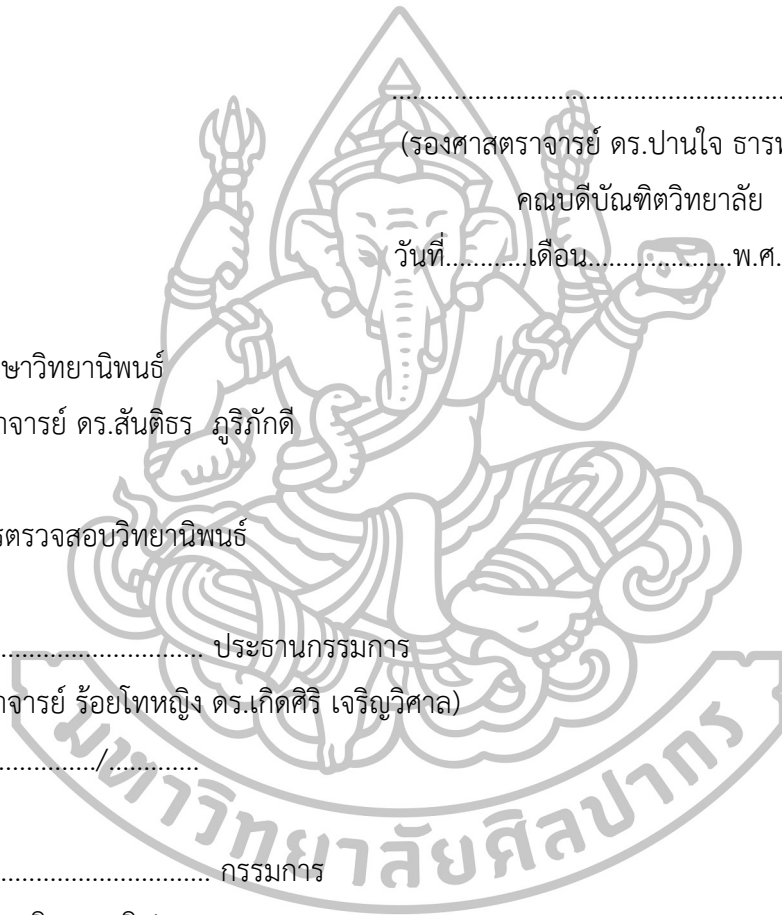 ........................................................
(รองศาสตราจารย์ ดร.ปานใจ
คณบดีบัณฑิตวิทยาลัย
วันที่............เดือน.....................พ.ศ.
ษาวิทยานิพนธ์
าจารย์ ดร.สันติธร ภูริภักดี
รตรวจสอบวิทยานิพนธ์
.............................. ประธานกรรมการ
าจารย์ ร้อยโทหญิง ดร.เกิดศิริ เจริญวิศาล)
............../.............
............................... กรรมการ
มหาวิทยาลัยศิลปากร